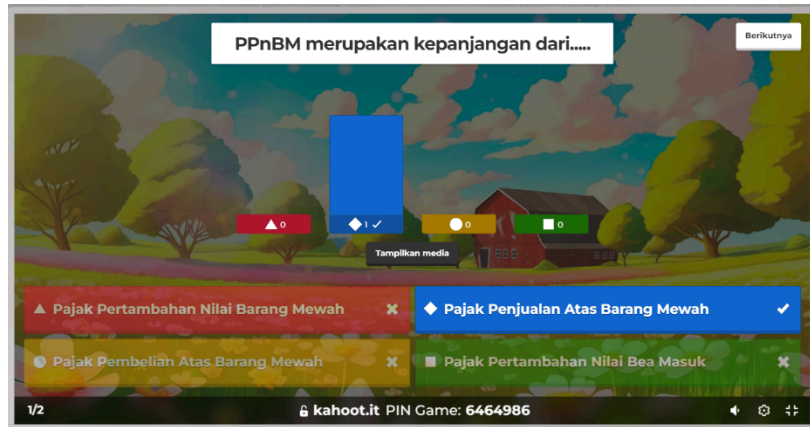 PPnBM merupakan kepanjangan dari.....
Berikutnya
0
1
0
0
Tampilkan media
Pajak Pertambahan Nilai Barang Mewah
Pajak Penjualan Atas Barang Mewah
Pajak Pembelian Atas Barang Mewah
Pajak Pertambahan Nilai Bea Masuk
1/2
kahoot.it PIN Game: 6464986